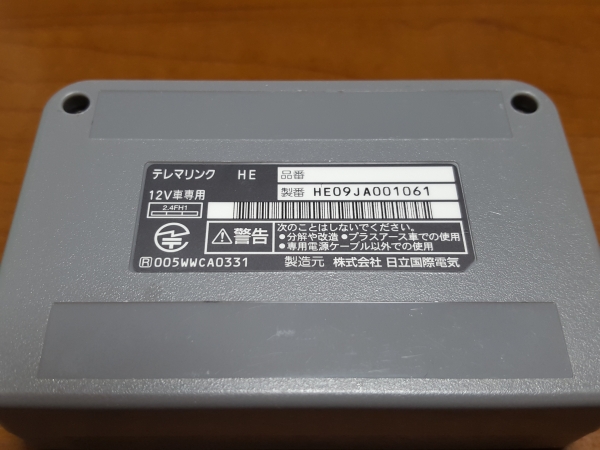 テレマリンク HE 品番
12V車専用 製番 HE09JA001061
2.4FH1
警告 次のことはしないでください。
●分解や改造 ●プラスアース車での使用
●専用電源ケーブル以外での使用
R005WWCA0331 製造元 株式会社 日立国際電気